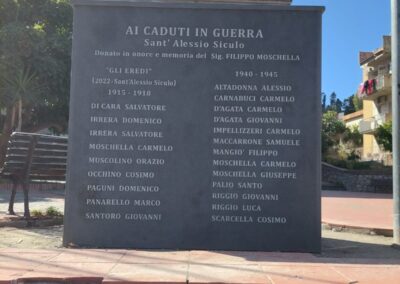 AI CADUTI IN GUERRA
Sant' Alessio Siculo
Donato in onore e memoria del Sig. FILIPPO MOSCHELLA
"GLI EREDI"
(2022-Sant'Alessio Siculo)
1915 - 1918
DI CARA SALVATORE
IRRERA DOMENICO
IRRERA SALVATORE
MOSCHELLA CARMELO
MUSCOLINO ORAZIO
OCCHINO COSIMO
PAGUNI DOMENICO
PANARELLO MARCO
SANTORO GIOVANNI
1940 - 1945
ALTADONNA ALESSIO
CARNABUCI CARMELO
D'AGATA CARMELO
D'AGATA GIOVANNI
IMPELLIZZERI CARMELO
MACCARRONE SAMUELE
MANGIO' FILIPPO
MOSCHELLA CARMELO
MOSCHELLA GIUSEPPE
PALIO SANTO
RIGGIO GIOVANNI
RIGGIO LUCA
SCARCELLA COSIMO